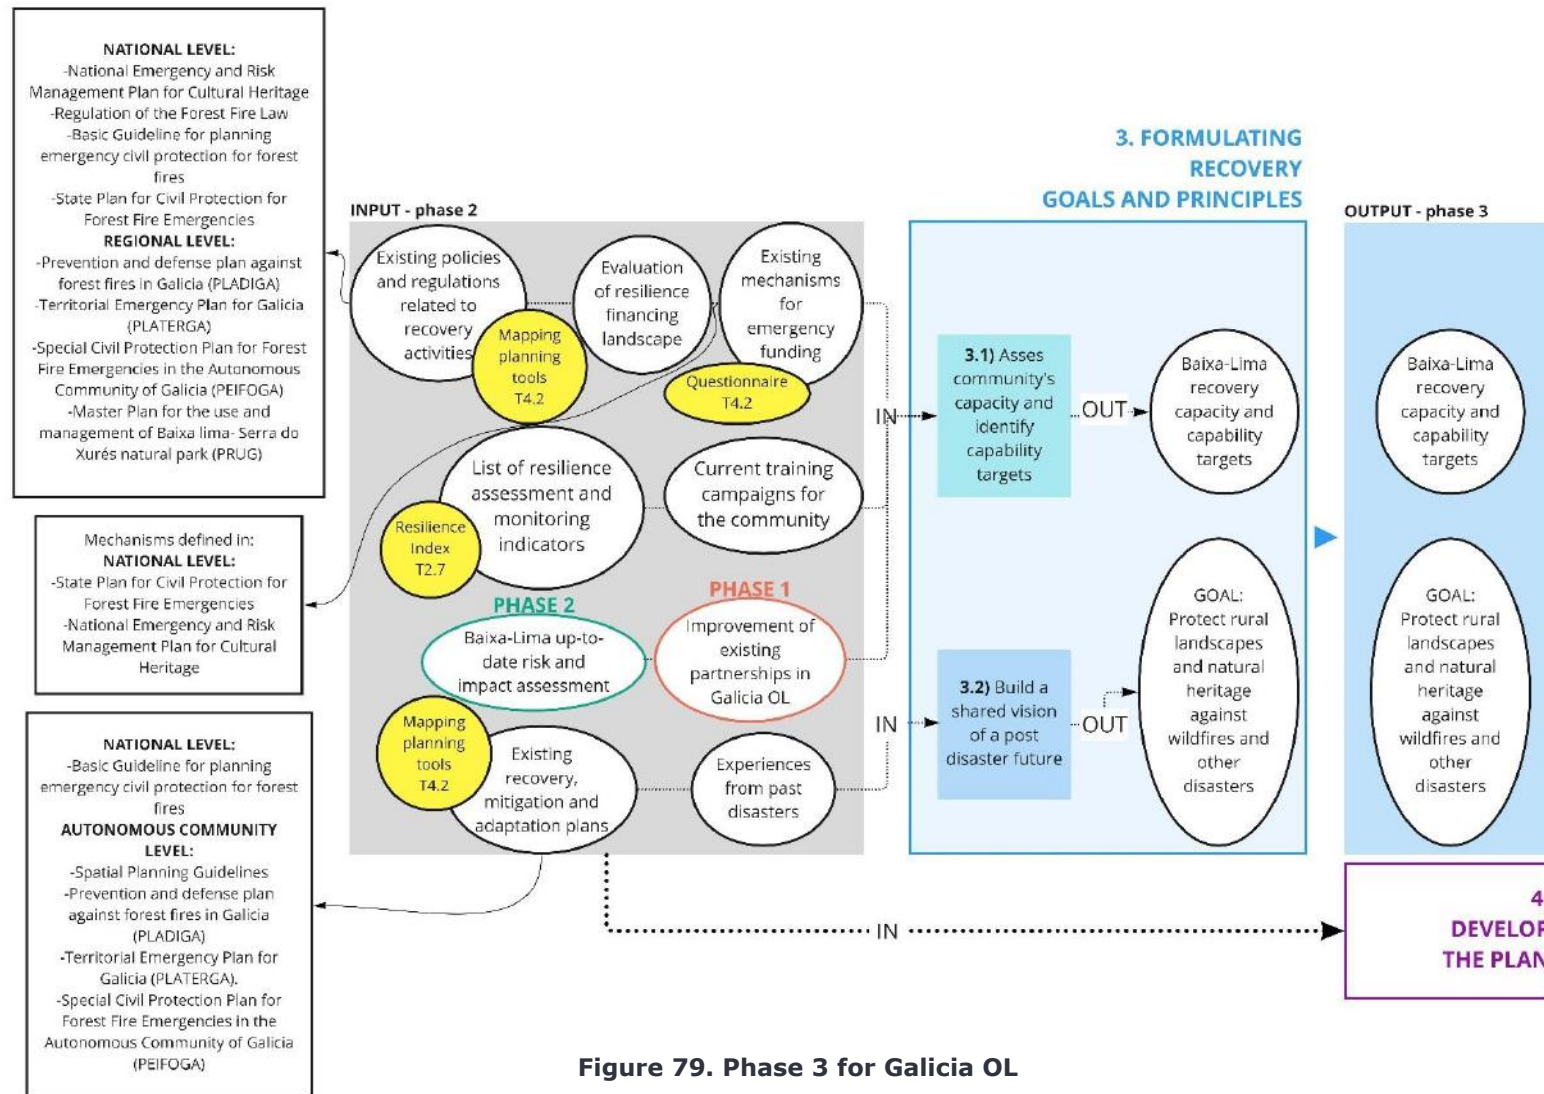 NATIONAL LEVEL:
-National Emergency and Risk
Management Plan for Cultural Heritage
-Regulation of the Forest Fire Law
-Basic Guideline for planning
emergency civil protection for forest
fires
-State Plan for Civil Protection for
Forest Fire Emergencies
REGIONAL LEVEL:
-Prevention and defense plan against
forest fires in Galicia (PLADIGA)
-Territorial Emergency Plan for Galicia
(PLATERGA)
-Special Civil Protection Plan for Forest
Fire Emergencies in the Autonomous
Community of Galicia (PEIFOGA)
-Master Plan for the use and
management of Baixa lima- Serra do
Xurés natural park (PRUG)
Mechanisms defined in:
NATIONAL LEVEL:
-State Plan for Civil Protection for
Forest Fire Emergencies
-National Emergency and Risk
Management Plan for Cultural
Heritage
NATIONAL LEVEL:
-Basic Guideline for planning
emergency civil protection for forest
fires
AUTONOMOUS COMMUNITY
LEVEL:
-Spatial Planning Guidelines
-Prevention and defense plan
against forest fires in Galicia
(PLADIGA)
-Territorial Emergency Plan for
Galicia (PLATERGA).
-Special Civil Protection Plan for
Forest Fire Emergencies in the
Autonomous Community of Galicia
(PEIFOGA)
INPUT - phase 2
Existing policies
and regulations
related to
recovery
activities
Mapping
planning
tools
T4.2
Evaluation
of resilience
financing
landscape
Existing
mechanisms
for
emergency
funding
Questionnaire
T4.2
List of resilience
assessment and
monitoring
indicators
Resilience
Index
T2.7
Current training
campaigns for
the community
PHASE 2
Baixa-Lima up-to-
date risk and
impact assessment
PHASE 1
Improvement of
existing
partnerships in
Galicia OL
Mapping
planning
tools
T4.2
Existing
recovery,
mitigation and
adaptation plans
Experiences
from past
disasters
IN
IN
IN
3. FORMULATING
RECOVERY
GOALS AND PRINCIPLES
3.1) Asses
community's
capacity and
identify
capability
targets
OUT
Baixa-Lima
recovery
capacity and
capability
targets
3.2) Build a
shared vision
of a post
disaster future
OUT
GOAL:
Protect rural
landscapes
and natural
heritage
against
wildfires and
other
disasters
OUTPUT - phase 3
Baixa-Lima
recovery
capacity and
capability
targets
GOAL:
Protect rural
landscapes
and natural
heritage
against
wildfires and
other
disasters
4
DEVELOP
THE PLAN
Figure 79. Phase 3 for Galicia OL